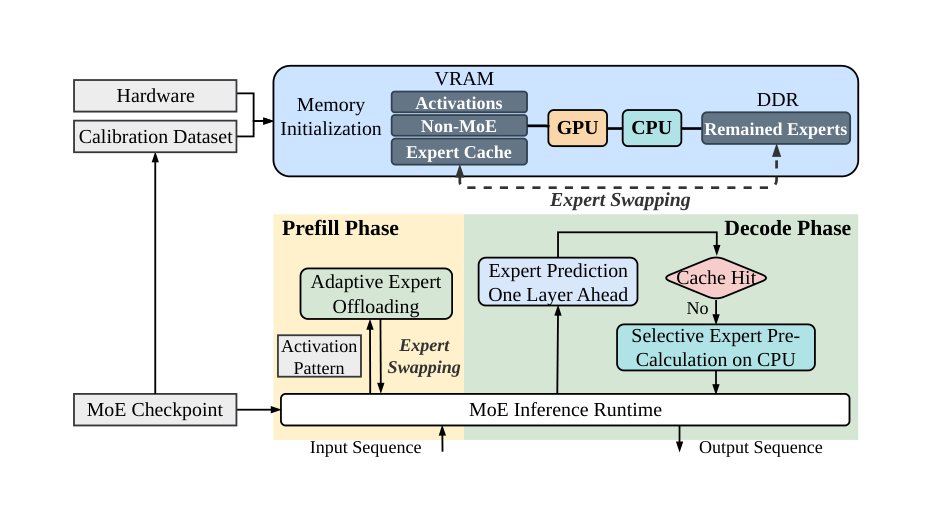 Hardware
Calibration Dataset
Memory
Initialization
VRAM
Activations
Non-MoE
Expert Cache
GPU
CPU
DDR
Remained Experts
Expert Swapping
Prefill Phase
Decode Phase
Adaptive Expert
Offloading
Activation
Pattern
Expert
Swapping
Expert Prediction
One Layer Ahead
Cache Hit
No
Selective Expert Pre-
Calculation on CPU
MoE Checkpoint
MoE Inference Runtime
Input Sequence
Output Sequence